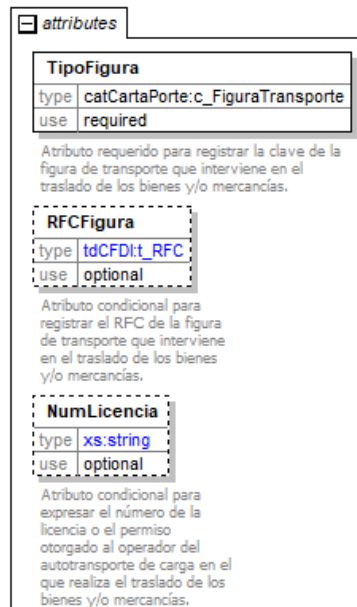 attributes
TipoFigura
type catCartaPorte:c_FiguraTransporte
use required
Atributo requerido para registrar la clave de la
figura de transporte que interviene en el
traslado de los bienes y/o mercancías.
RFCFigura
type tdCFDI:t_RFC
use optional
Atributo condicional para
registrar el RFC de la figura
de transporte que interviene
en el traslado de los bienes
y/o mercancías.
NumLicencia
type xs:string
use optional
Atributo condicional para
expresar el número de la
licencia o el permiso
otorgado al operador del
autotransporte de carga en el
que realiza el traslado de los
bienes y/o mercancías.